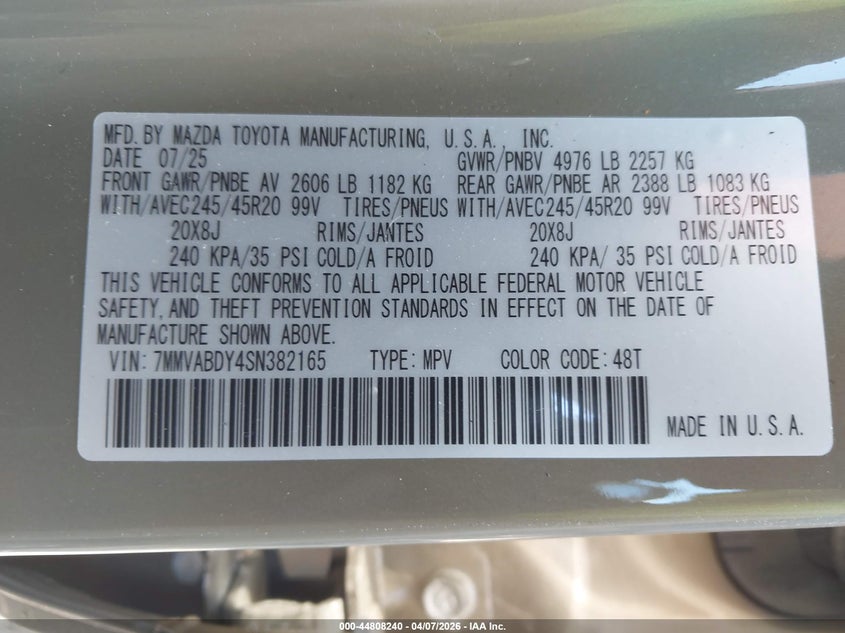 MFD. BY MAZDA TOYOTA MANUFACTURING, U.S.A., INC.
DATE 07/25 GVWR/PNBV 4976 LB 2257 KG
FRONT GAWR/PNBE AV 2606 LB 1182 KG REAR GAWR/PNBE AR 2388 LB 1083 KG
WITH/AVEC245/45R20 99V TIRES/PNEUS WITH/AVEC245/45R20 99V TIRES/PNEUS
20X8J RIMS/JANTES 20X8J RIMS/JANTES
240 KPA/35 PSI COLD/A FROID 240 KPA/35 PSI COLD/A FROID
THIS VEHICLE CONFORMS TO ALL APPLICABLE FEDERAL MOTOR VEHICLE
SAFETY, AND THEFT PREVENTION STANDARDS IN EFFECT ON THE DATE OF
MANUFACTURE SHOWN ABOVE.
VIN: 7MMVABDY4SN382165 TYPE: MPV COLOR CODE: 48T
MADE IN U.S.A.
000-44808240 - 04/07/2026 - IAA Inc.